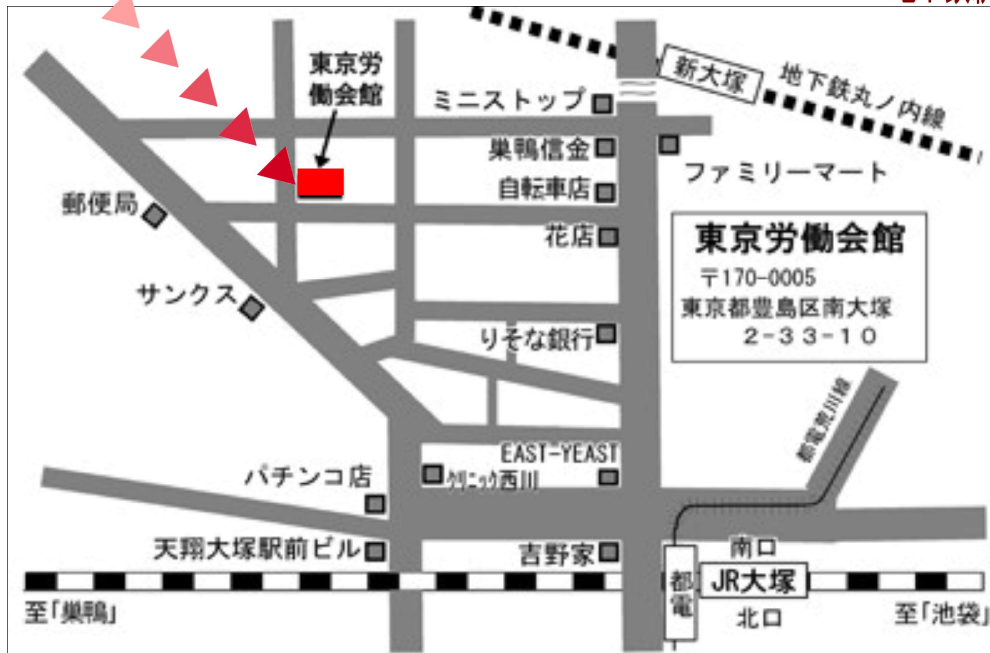 東京労
働会館
新大塚
地下鉄丸ノ内線
ミニストップ
巣鴨信金
ファミリーマート
自転車店
郵便局
花店
東京労働会館
〒170-0005
東京都豊島区南大塚
2-33-10
サンクス
りそな銀行
都電荒川線
EAST-YEAST
パチンコ店
クリニック西川
天翔大塚駅前ビル
吉野家
南口
都電
JR大塚
至「巣鴨」
北口
至「池袋」